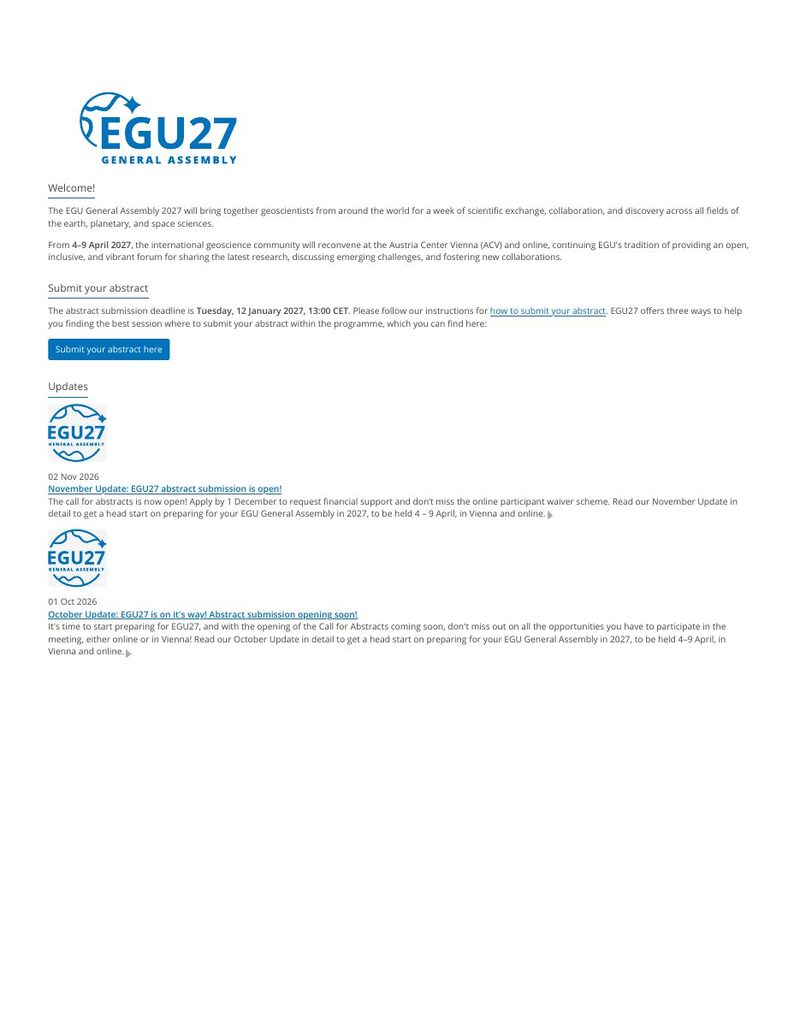 EGU27
GENERAL ASSEMBLY
Welcome!
The EGU General Assembly 2027 will bring together geoscientists from around the world for a week of scientific exchange, collaboration, and discovery across all fields of
the earth, planetary, and space sciences.
From 4–9 April 2027, the international geoscience community will reconvene at the Austria Center Vienna (ACV) and online, continuing EGU's tradition of providing an open,
inclusive, and vibrant forum for sharing the latest research, discussing emerging challenges, and fostering new collaborations.
Submit your abstract
The abstract submission deadline is Tuesday, 12 January 2027, 13:00 CET. Please follow our instructions for how to submit your abstract. EGU27 offers three ways to help
you finding the best session where to submit your abstract within the programme, which you can find here:
Submit your abstract here
Updates
EGU27
GENERAL ASSEMBLY
02 Nov 2026
November Update: EGU27 abstract submission is open!
The call for abstracts is now open! Apply by 1 December to request financial support and don't miss the online participant waiver scheme. Read our November Update in
detail to get a head start on preparing for your EGU General Assembly in 2027, to be held 4 – 9 April, in Vienna and online.
EGU27
GENERAL ASSEMBLY
01 Oct 2026
October Update: EGU27 is on it's way! Abstract submission opening soon!
It's time to start preparing for EGU27, and with the opening of the Call for Abstracts coming soon, don't miss out on all the opportunities you have to participate in the
meeting, either online or in Vienna! Read our October Update in detail to get a head start on preparing for your EGU General Assembly in 2027, to be held 4–9 April, in
Vienna and online.